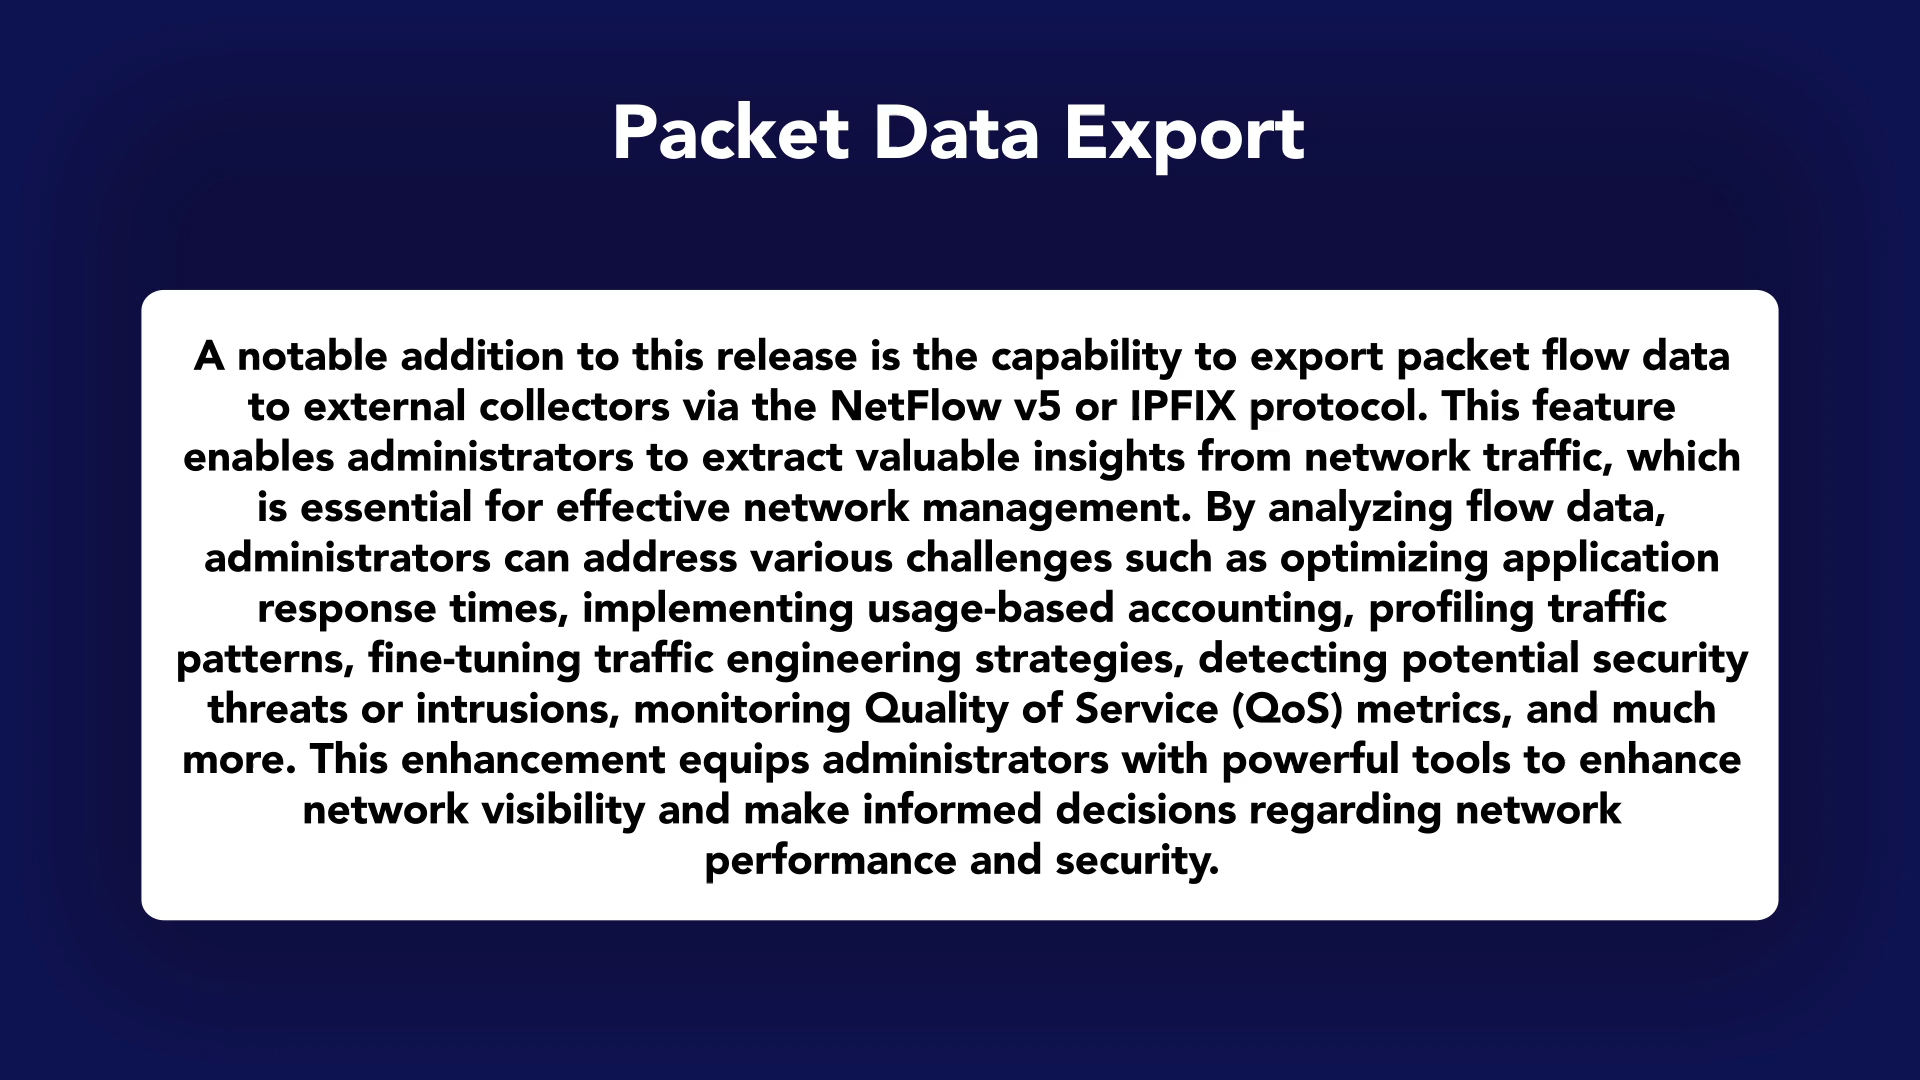 Packet Data Export
A notable addition to this release is the capability to export packet flow data
to external collectors via the NetFlow v5 or IPFIX protocol. This feature
enables administrators to extract valuable insights from network traffic, which
is essential for effective network management. By analyzing flow data,
administrators can address various challenges such as optimizing application
response times, implementing usage-based accounting, profiling traffic
patterns, fine-tuning traffic engineering strategies, detecting potential security
threats or intrusions, monitoring Quality of Service (QoS) metrics, and much
more. This enhancement equips administrators with powerful tools to enhance
network visibility and make informed decisions regarding network
performance and security.